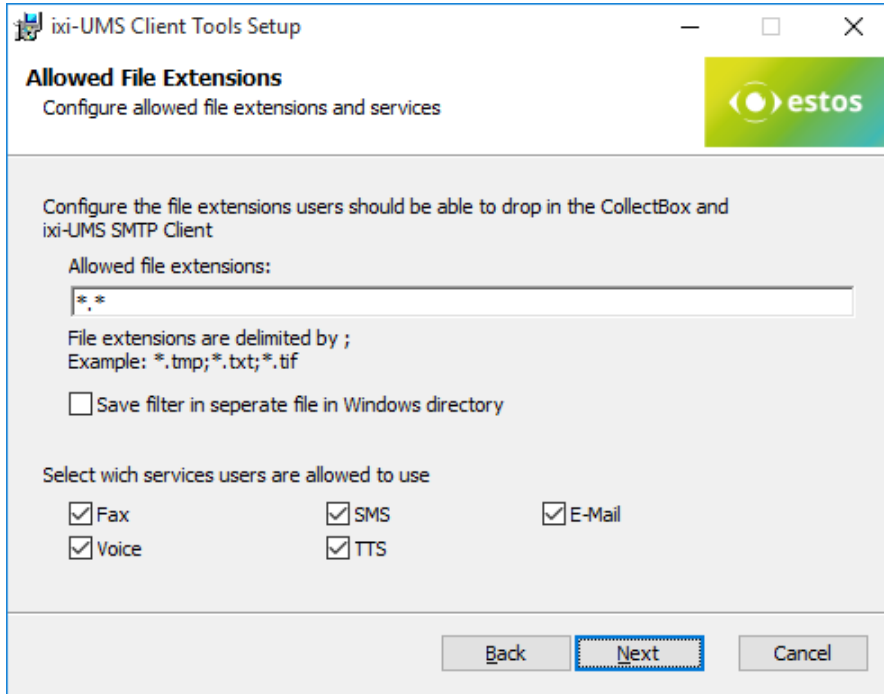 ixi-UMS Client Tools Setup
Allowed File Extensions
Configure allowed file extensions and services
estos
Configure the file extensions users should be able to drop in the CollectBox and
ixi-UMS SMTP Client
Allowed file extensions:
*.*
File extensions are delimited by ;
Example: *.tmp;*.txt;*.tif
Save filter in seperate file in Windows directory
Select wich services users are allowed to use
Fax SMS E-Mail
Voice TTS
Back Next Cancel